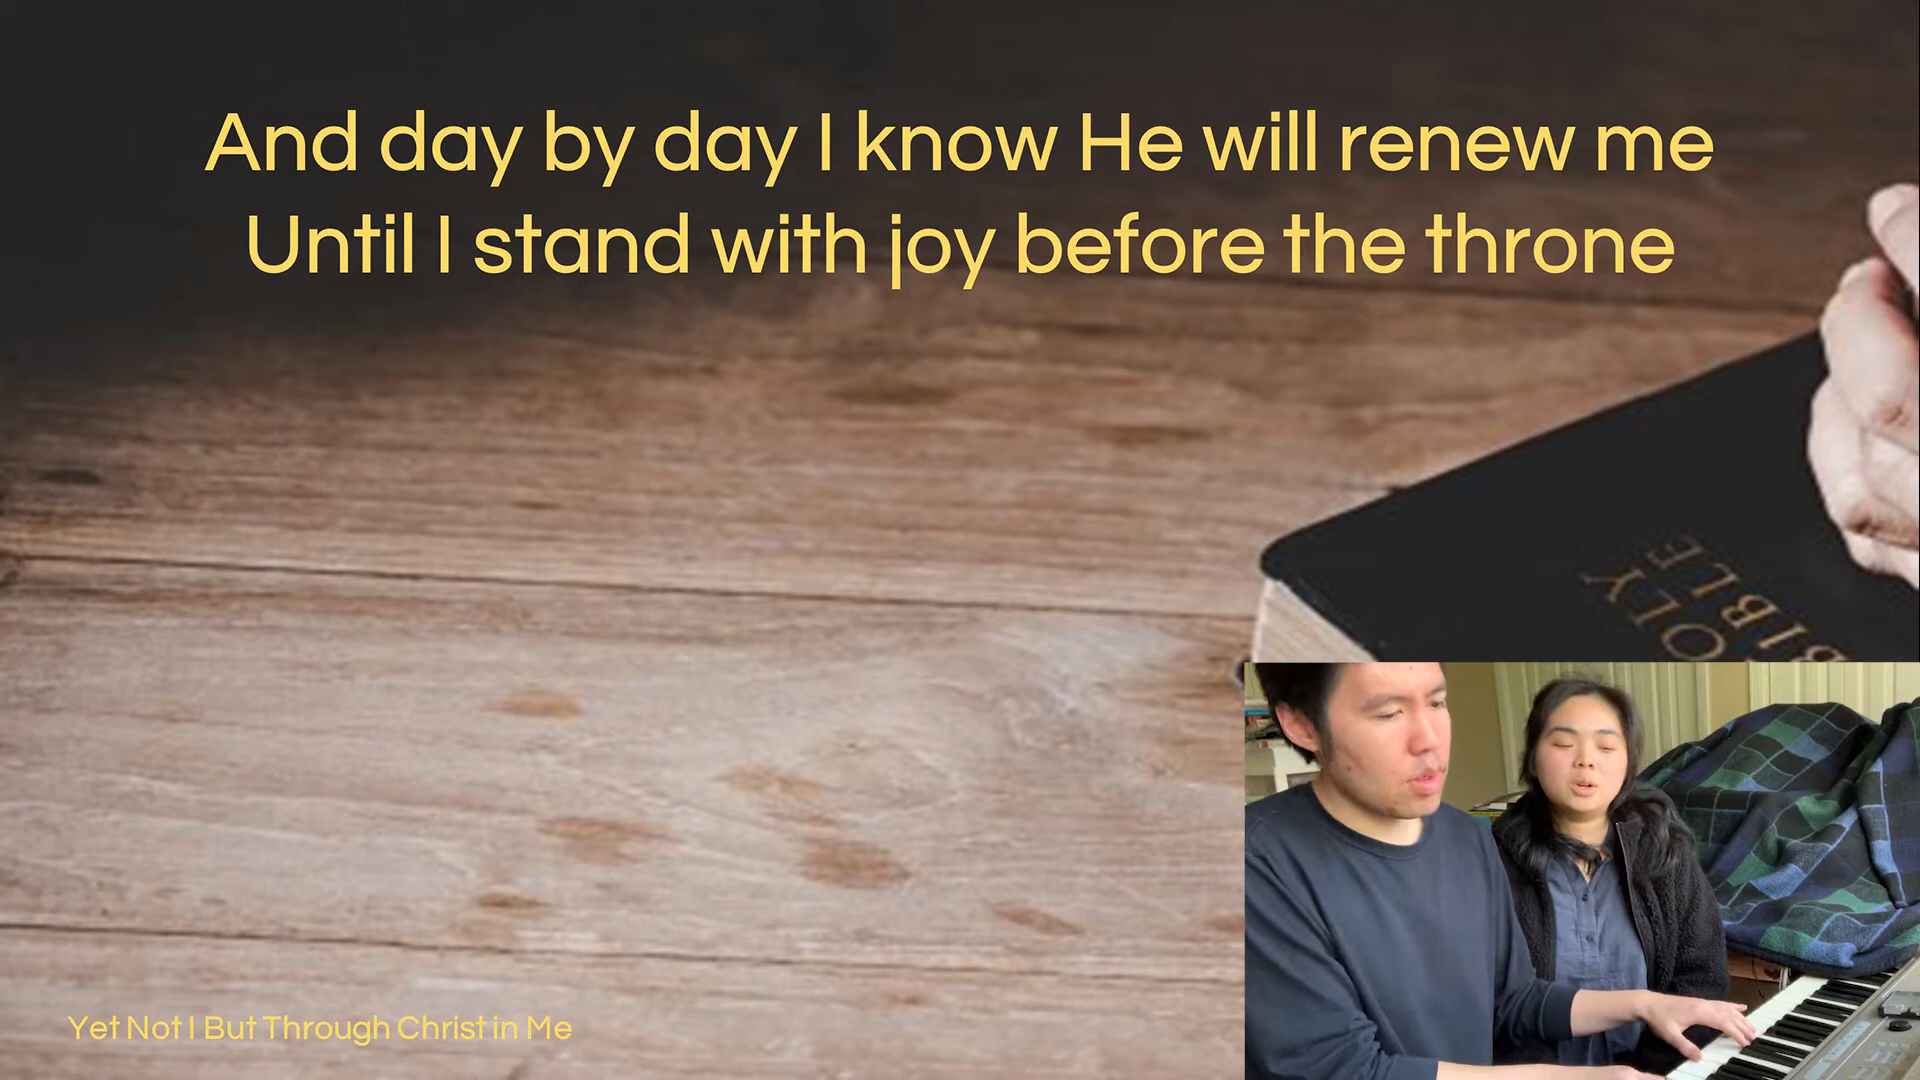 And day by day I know He will renew me
Until I stand with joy before the throne
BIBLE
Yet Not I But Through Christ in Me